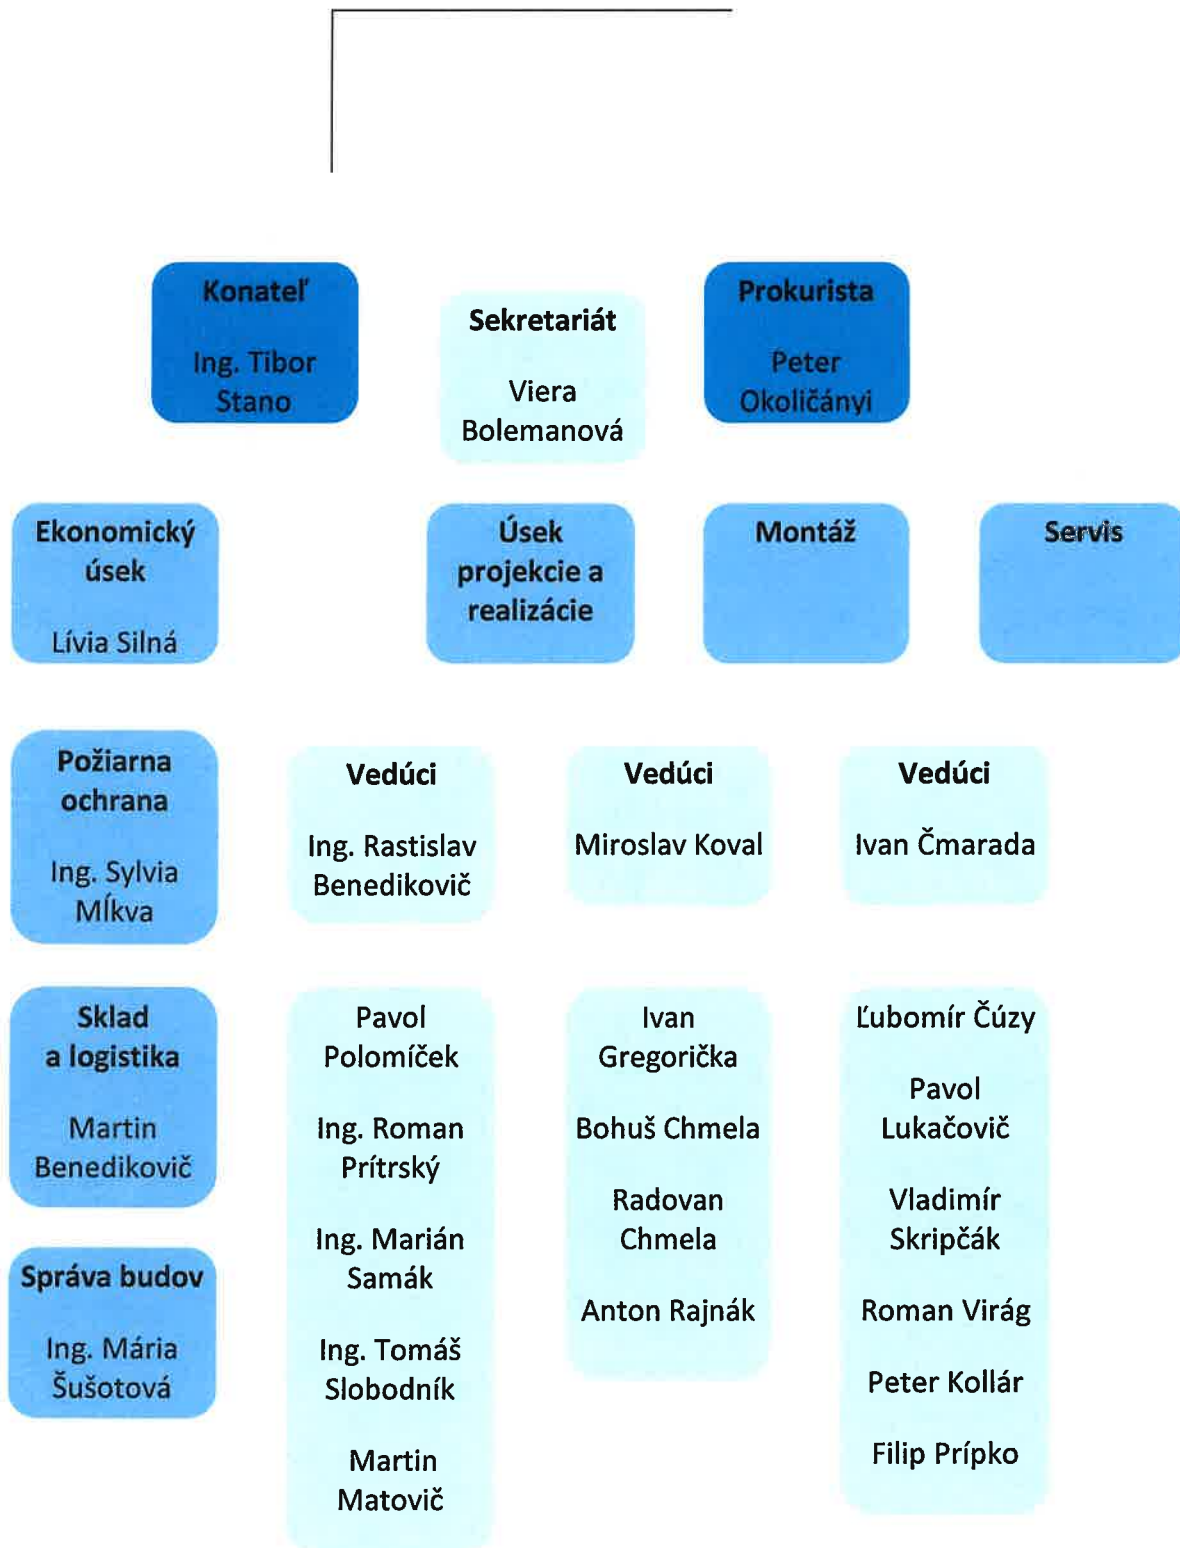 Konateľ
Ing. Tibor
Stano
Sekretariát
Viera
Bolemanová
Prokurista
Peter
Okoličányi
Ekonomický
úsek
Lívia Silná
Úsek
projekcie a
realizácie
Montáž
Servis
Požiarna
ochrana
Ing. Sylvia
Mĺkva
Vedúci
Ing. Rastislav
Benedikovič
Vedúci
Miroslav Koval
Vedúci
Ivan Čmarada
Sklad
a logistika
Martin
Benedikovič
Správa budov
Ing. Mária
Šušotová
Pavol
Polomíček
Ing. Roman
Prítrský
Ing. Marián
Samák
Ing. Tomáš
Slobodník
Martin
Matovič
Ivan
Gregorička
Bohuš Chmela
Radovan
Chmela
Anton Rajnák
Ľubomír Čúzy
Pavol
Lukačovič
Vladimír
Skripčák
Roman Virág
Peter Kollár
Filip Prípko